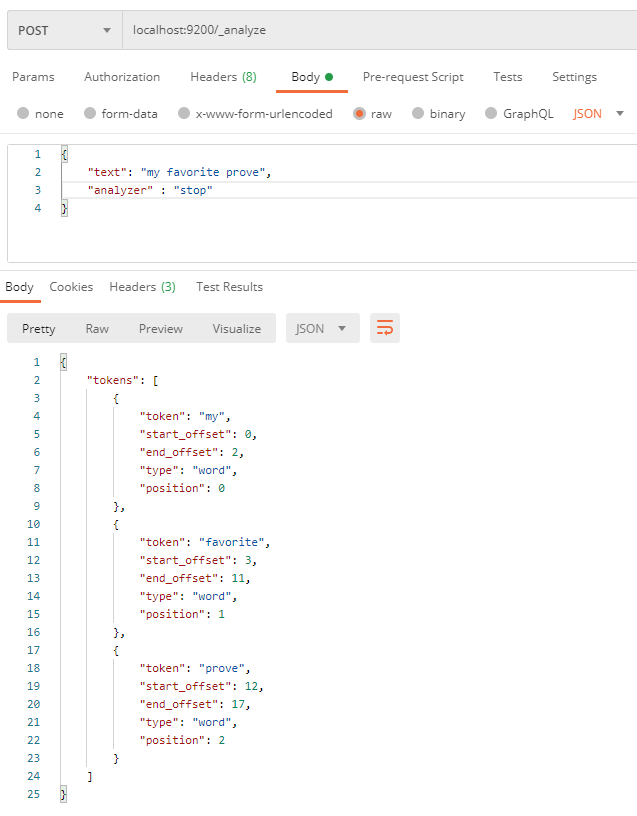 POST localhost:9200/_analyze
Params Authorization Headers (8) Body Pre-request Script Tests Settings
none form-data x-www-form-urlencoded raw binary GraphQL JSON
1 {
2 "text": "my favorite prove",
3 "analyzer" : "stop"
4 }
Body Cookies Headers (3) Test Results
Pretty Raw Preview Visualize JSON
1 {
2 "tokens": [
3 {
4 "token": "my",
5 "start_offset": 0,
6 "end_offset": 2,
7 "type": "word",
8 "position": 0
9 },
10 {
11 "token": "favorite",
12 "start_offset": 3,
13 "end_offset": 11,
14 "type": "word",
15 "position": 1
16 },
17 {
18 "token": "prove",
19 "start_offset": 12,
20 "end_offset": 17,
21 "type": "word",
22 "position": 2
23 }
24 ]
25 }